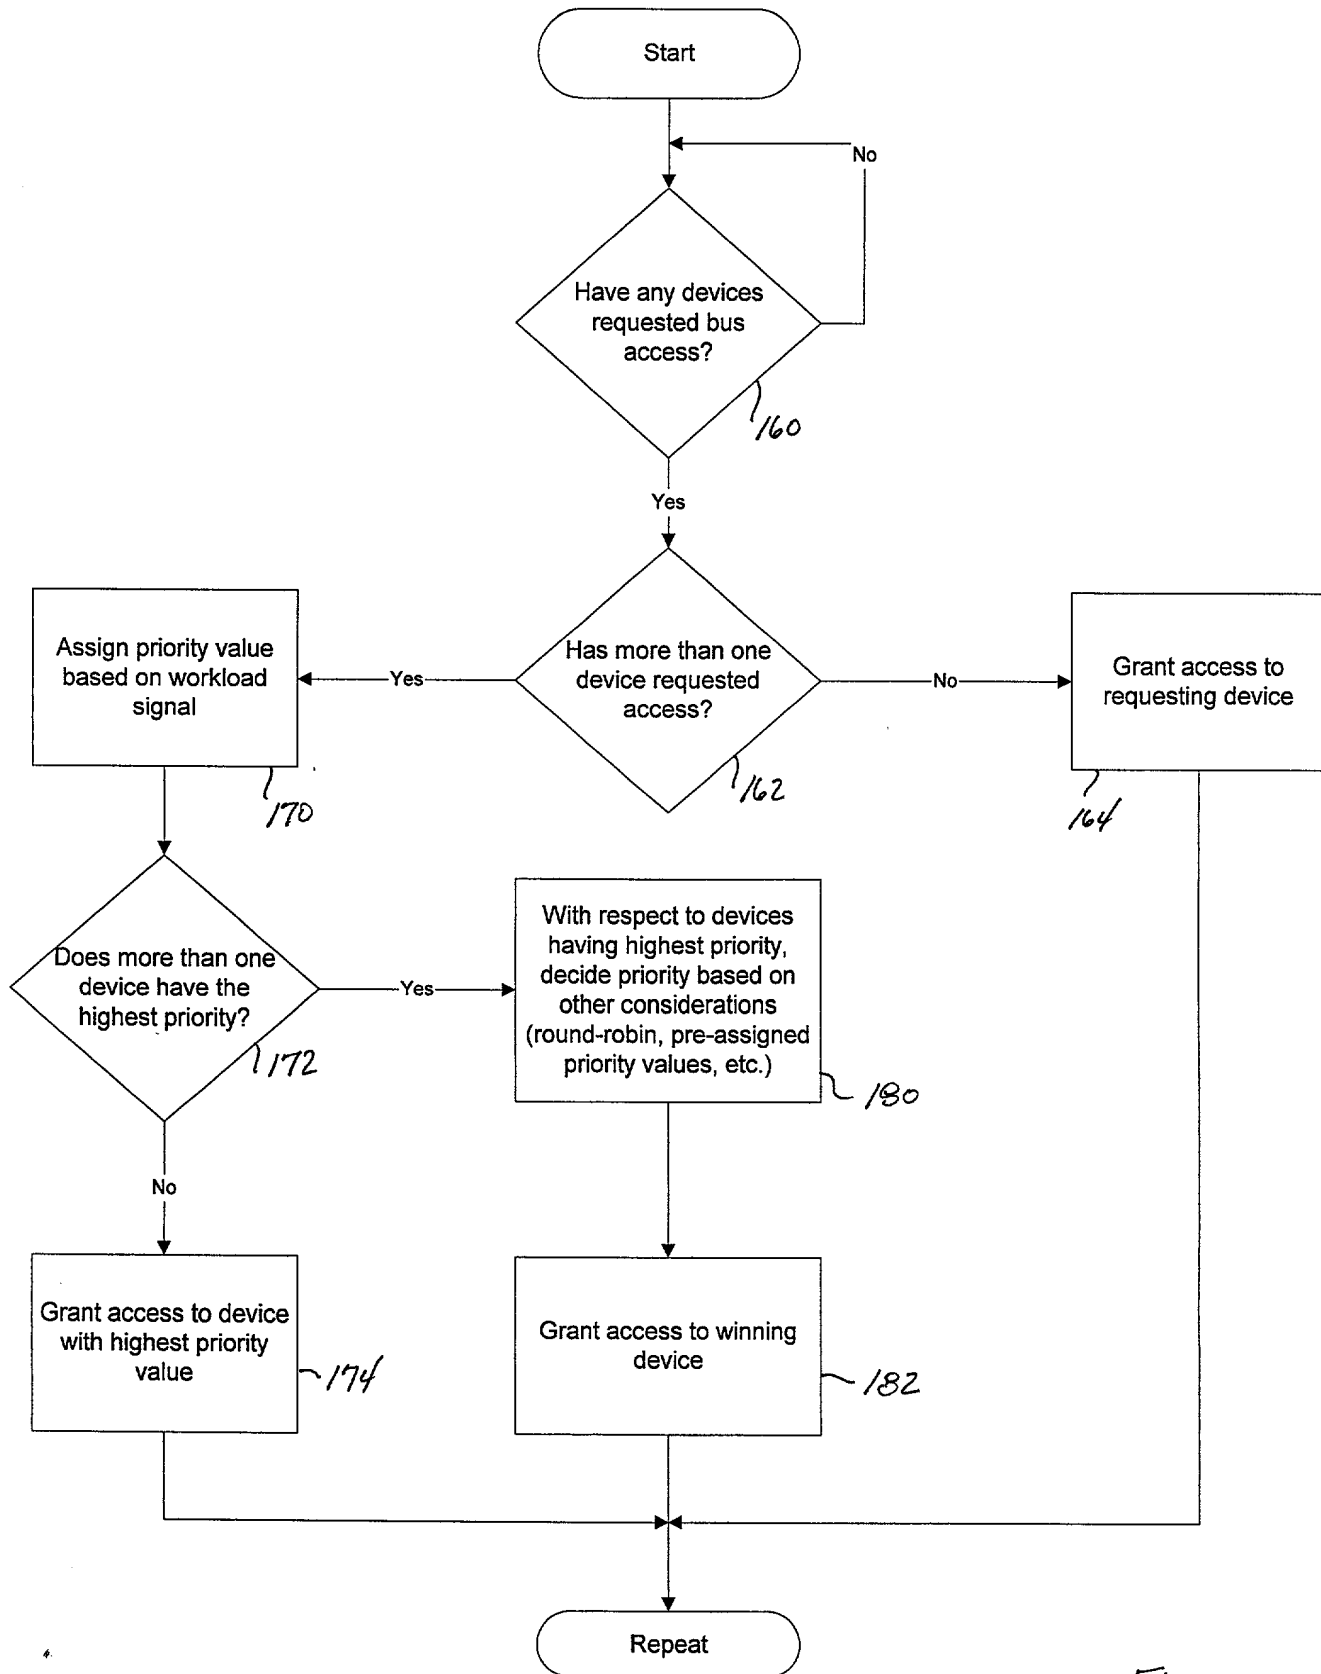 Start
No
Have any devices
requested bus
access?
160
Yes
Assign priority value
based on workload
signal
170
Yes
Has more than one
device requested
access?
162
No
Grant access to
requesting device
164
Does more than one
device have the
highest priority?
172
Yes
With respect to devices
having highest priority,
decide priority based on
other considerations
(round-robin, pre-assigned
priority values, etc.)
180
No
Grant access to device
with highest priority
value
174
Grant access to winning
device
182
Repeat